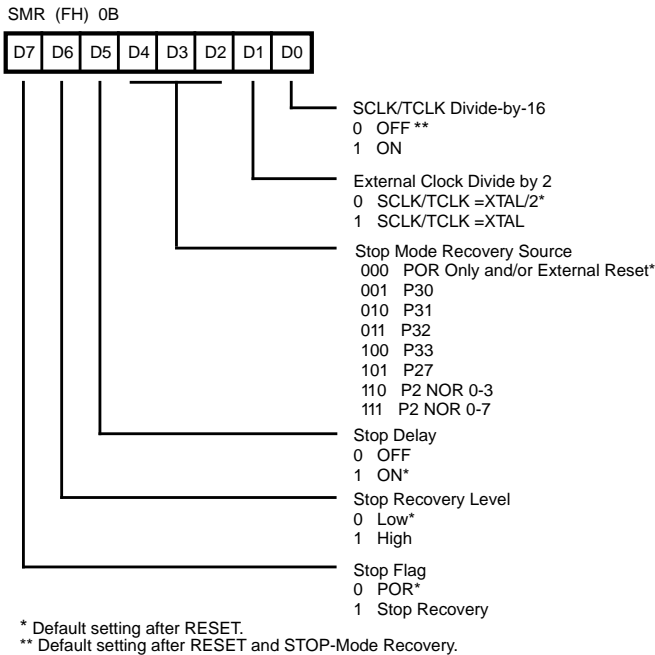 SMR (FH) 0B
D7 D6 D5 D4 D3 D2 D1 D0
SCLK/TCLK Divide-by-16
0 OFF **
1 ON
External Clock Divide by 2
0 SCLK/TCLK =XTAL/2*
1 SCLK/TCLK =XTAL
Stop Mode Recovery Source
000 POR Only and/or External Reset*
001 P30
010 P31
011 P32
100 P33
101 P27
110 P2 NOR 0-3
111 P2 NOR 0-7
Stop Delay
0 OFF
1 ON*
Stop Recovery Level
0 Low*
1 High
Stop Flag
0 POR*
1 Stop Recovery
* Default setting after RESET.
** Default setting after RESET and STOP-Mode Recovery.